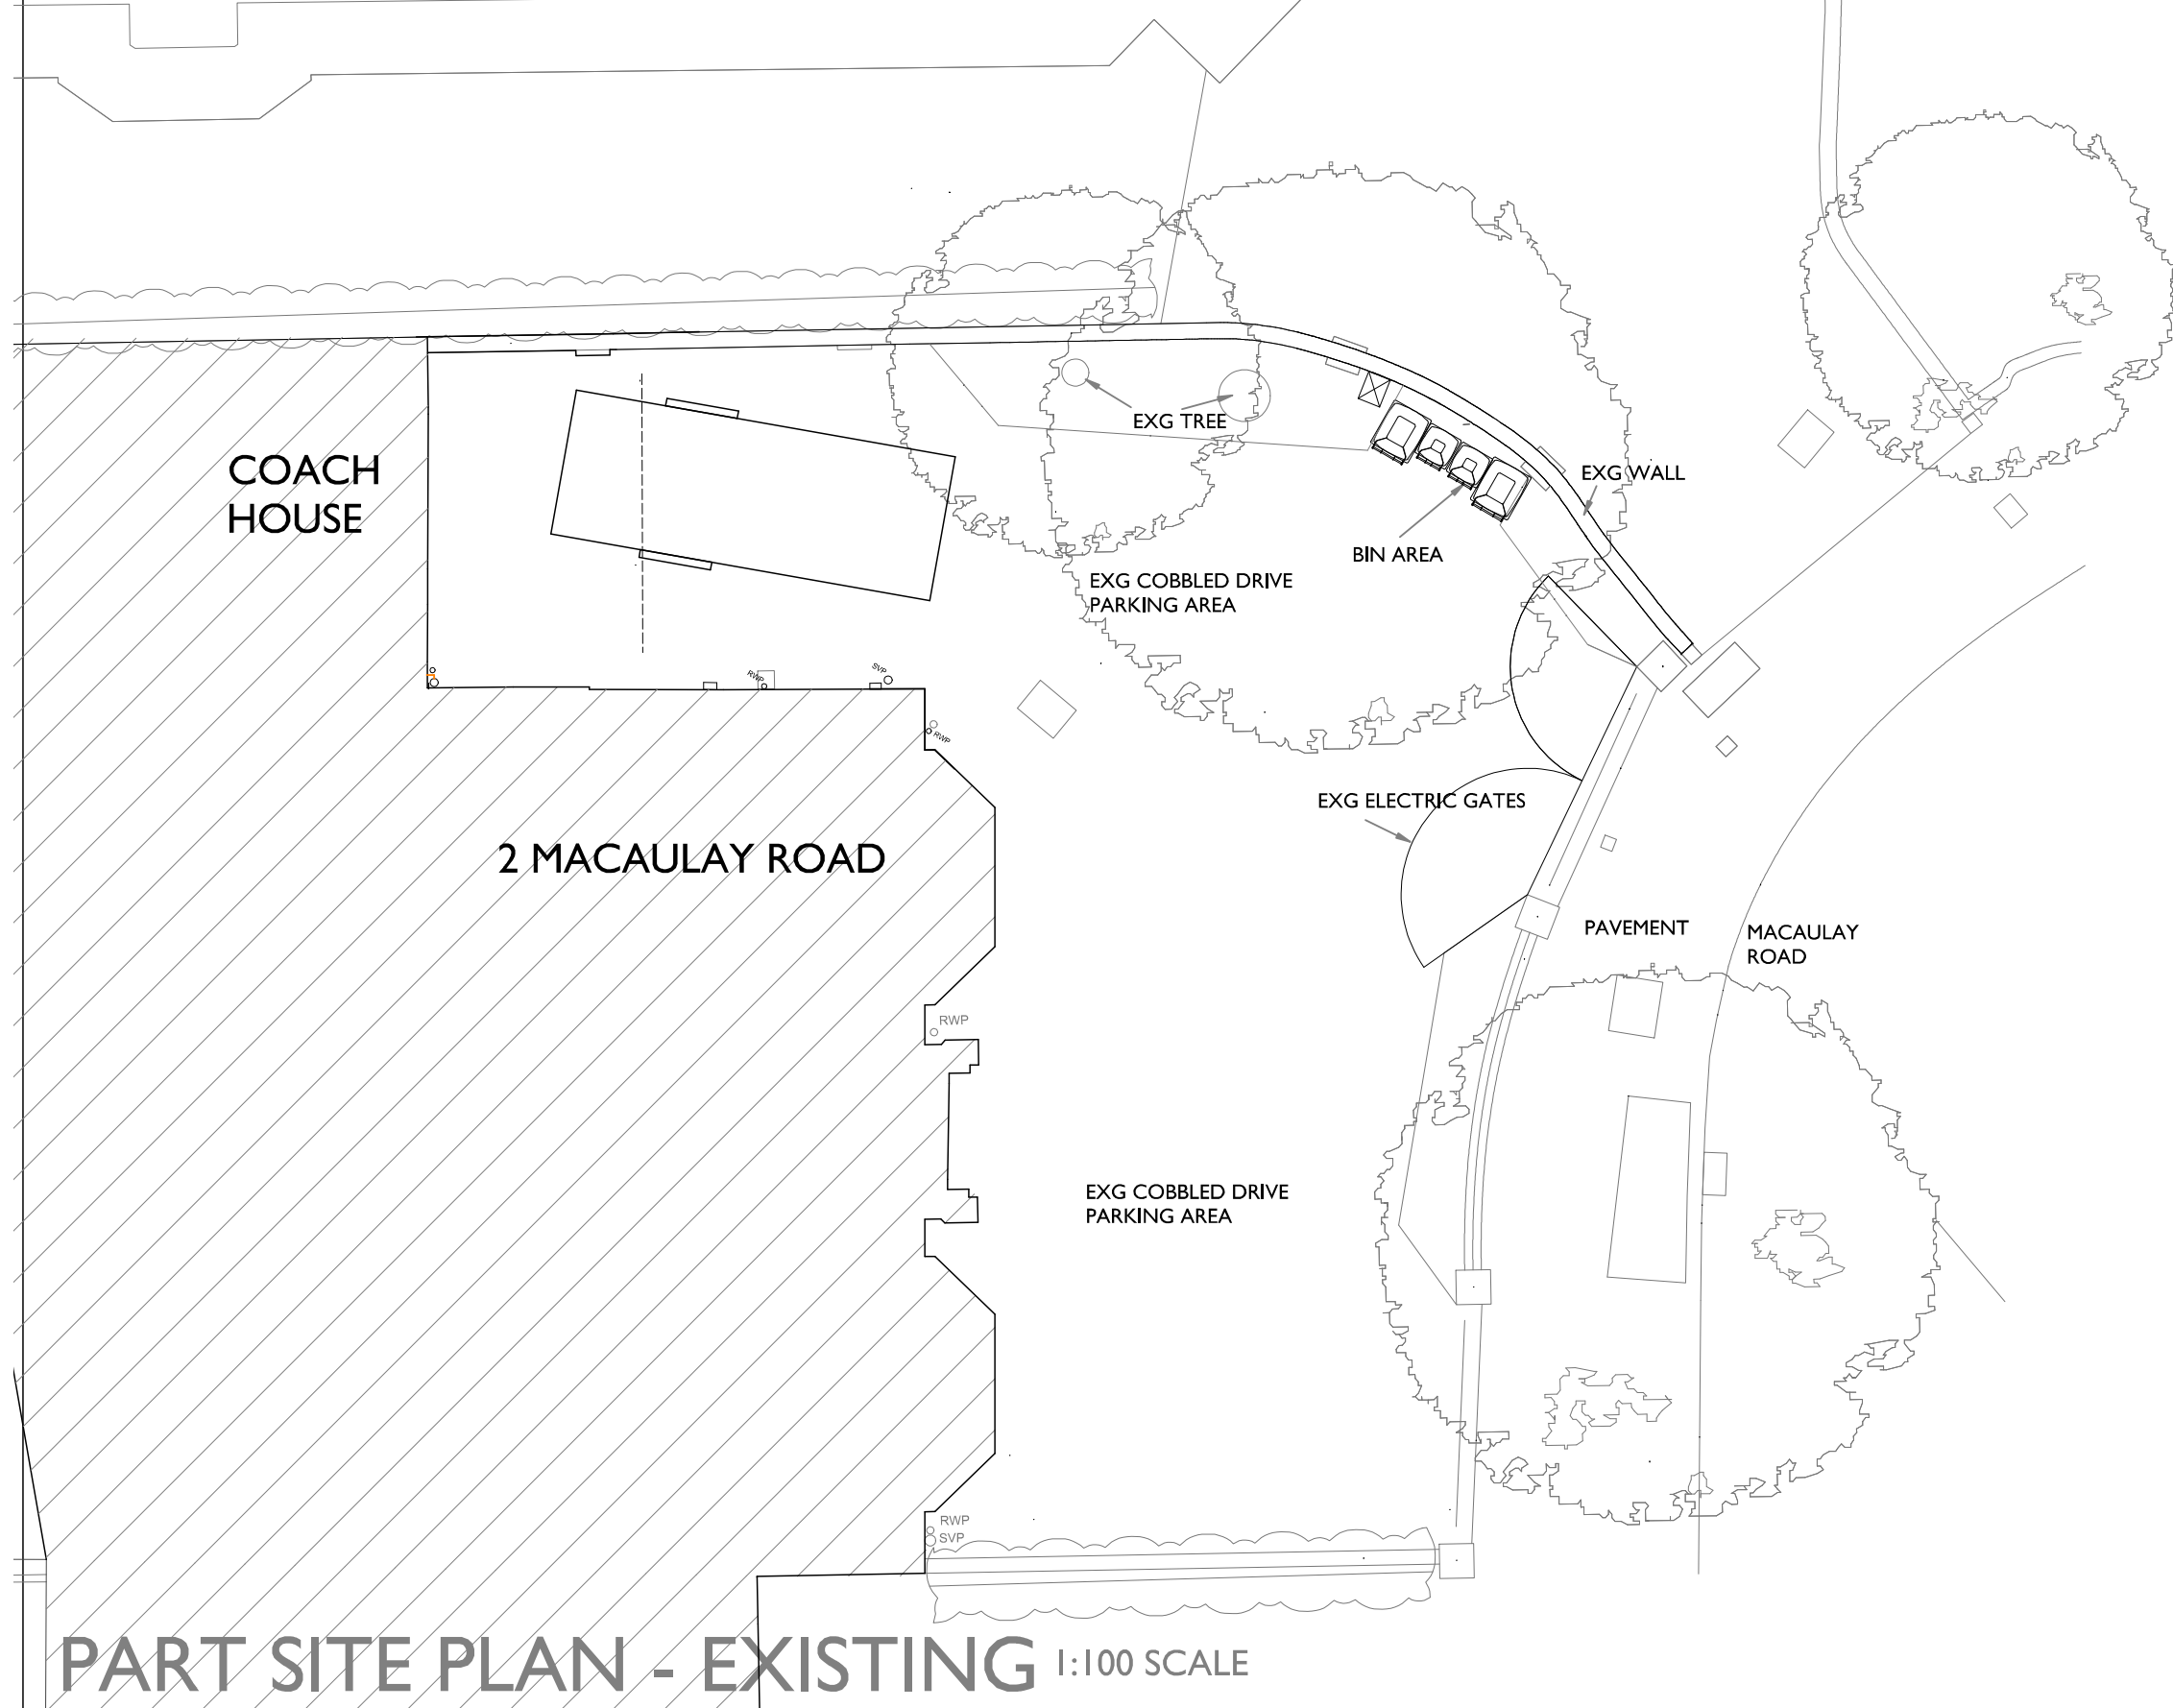 COACH
HOUSE
EXG TREE
EXG WALL
BIN AREA
EXG COBBLED DRIVE
PARKING AREA
RWP
SVP
RWP
EXG ELECTRIC GATES
2 MACAULAY ROAD
PAVEMENT
MACAULAY
ROAD
RWP
EXG COBBLED DRIVE
PARKING AREA
RWP
SVP
PART SITE PLAN - EXISTING 1:100 SCALE